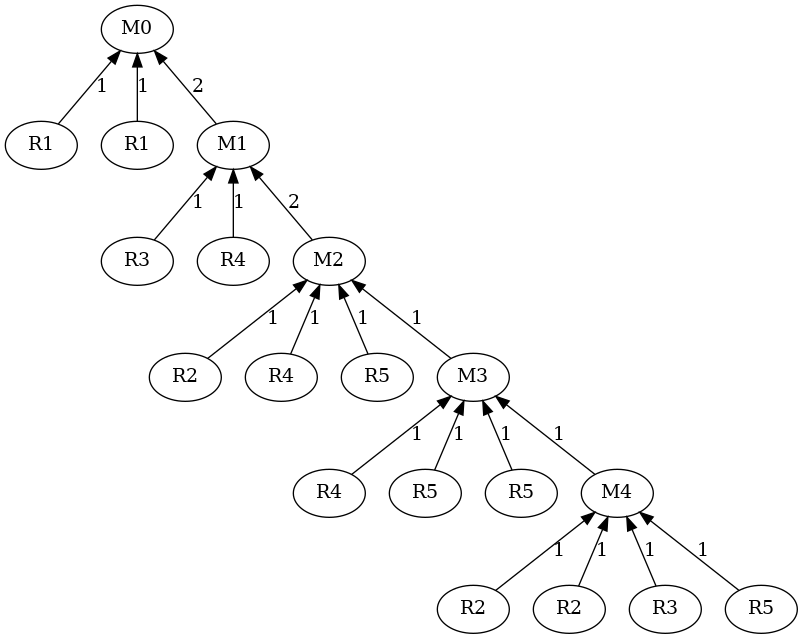 M0
1 1 2
R1 R1 M1
1 1 2
R3 R4 M2
1 1 1 1
R2 R4 R5 M3
1 1 1 1
R4 R5 R5 M4
1 1 1 1
R2 R2 R3 R5